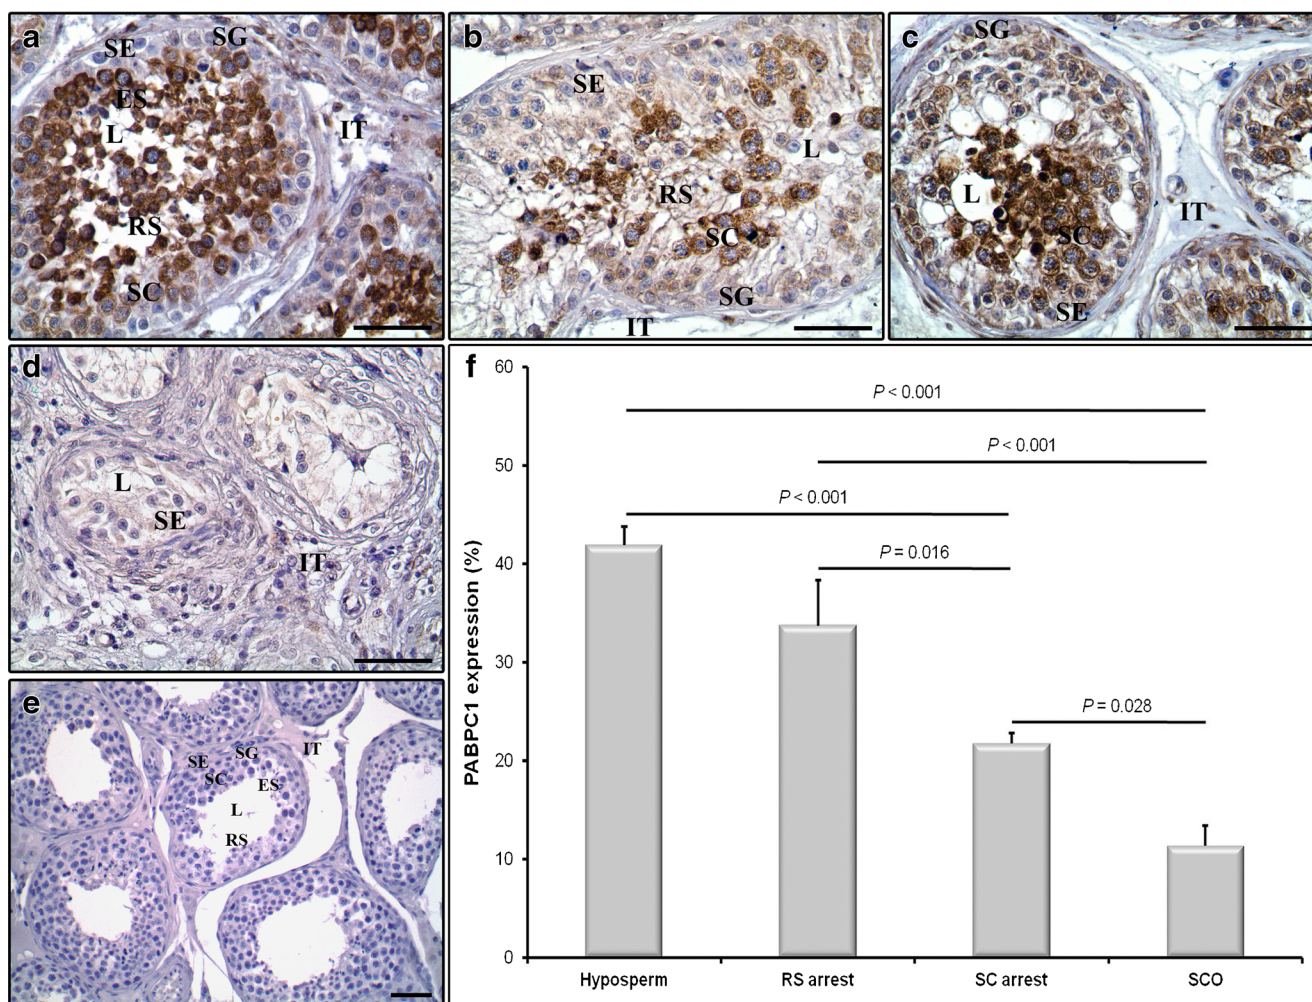 a
SE
SG
ES
L
IT
RS
SC
b
SE
L
RS
SC
SG
IT
c
SG
L
IT
SC
SE
d
L
SE
IT
e
SE
SG
IT
SC
ES
L
RS
f
PABPC1 expression (%)
60
50
40
30
20
10
0
P < 0.001
P < 0.001
P < 0.001
P = 0.016
P = 0.028
Hyposperm
RS arrest
SC arrest
SCO